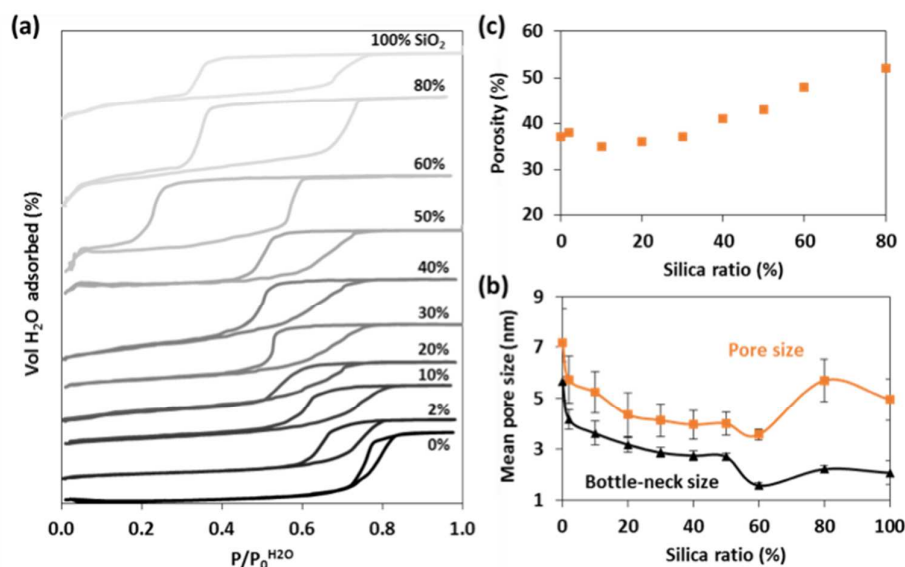 (a)
100% SiO₂
80%
60%
50%
40%
30%
20%
10%
2%
0%
Vol H₂O adsorbed (%)
0.0 0.2 0.4 0.6 0.8 1.0
P/P₀ᴴ²ᴼ
(c)
60
50
40
30
20
Porosity (%)
0 20 40 60 80
Silica ratio (%)
(b)
9
7
5
3
1
Mean pore size (nm)
Pore size
Bottle-neck size
0 20 40 60 80 100
Silica ratio (%)